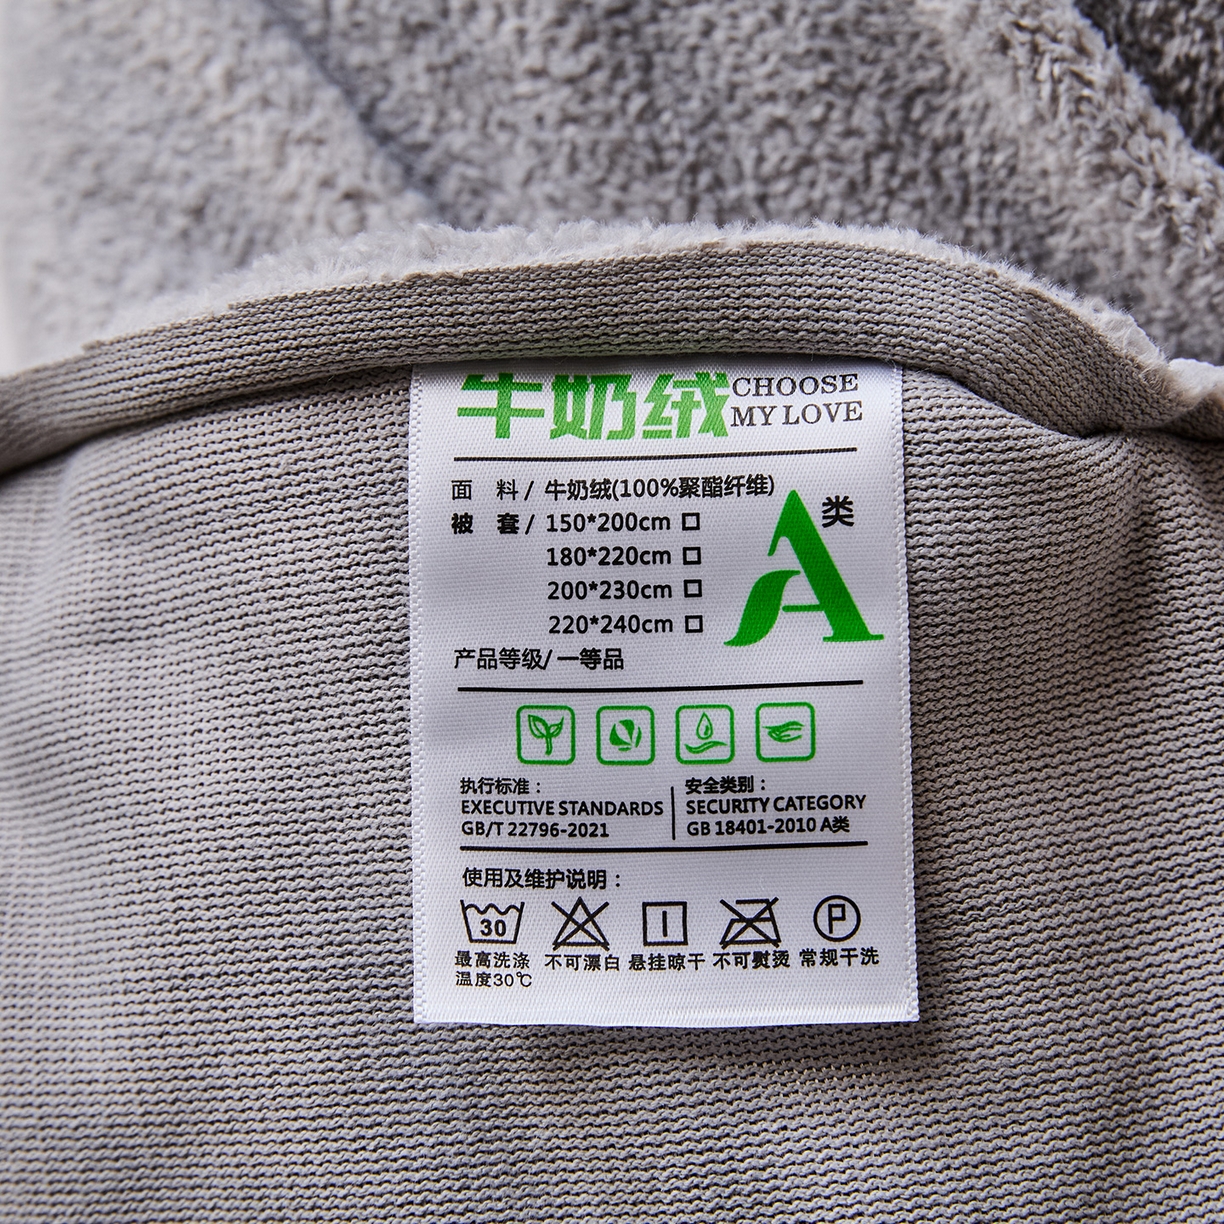 牛奶绒 CHOOSE
MY LOVE
面 料/ 牛奶绒(100%聚酯纤维)
被 套/ 150*200cm
180*220cm
200*230cm
220*240cm
A类
产品等级/一等品
执行标准：
EXECUTIVE STANDARDS
GB/T 22796-2021
安全类别：
SECURITY CATEGORY
GB 18401-2010 A类
使用及维护说明：
30
P
最高洗涤
温度30℃
不可漂白
悬挂晾干
不可熨烫
常规干洗